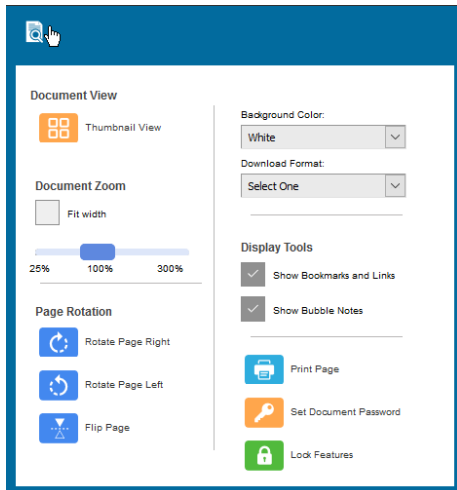 Document View
Thumbnail View
Document Zoom
Fit width
25% 100% 300%
Page Rotation
Rotate Page Right
Rotate Page Left
Flip Page
Background Color:
White
Download Format:
Select One
Display Tools
Show Bookmarks and Links
Show Bubble Notes
Print Page
Set Document Password
Lock Features